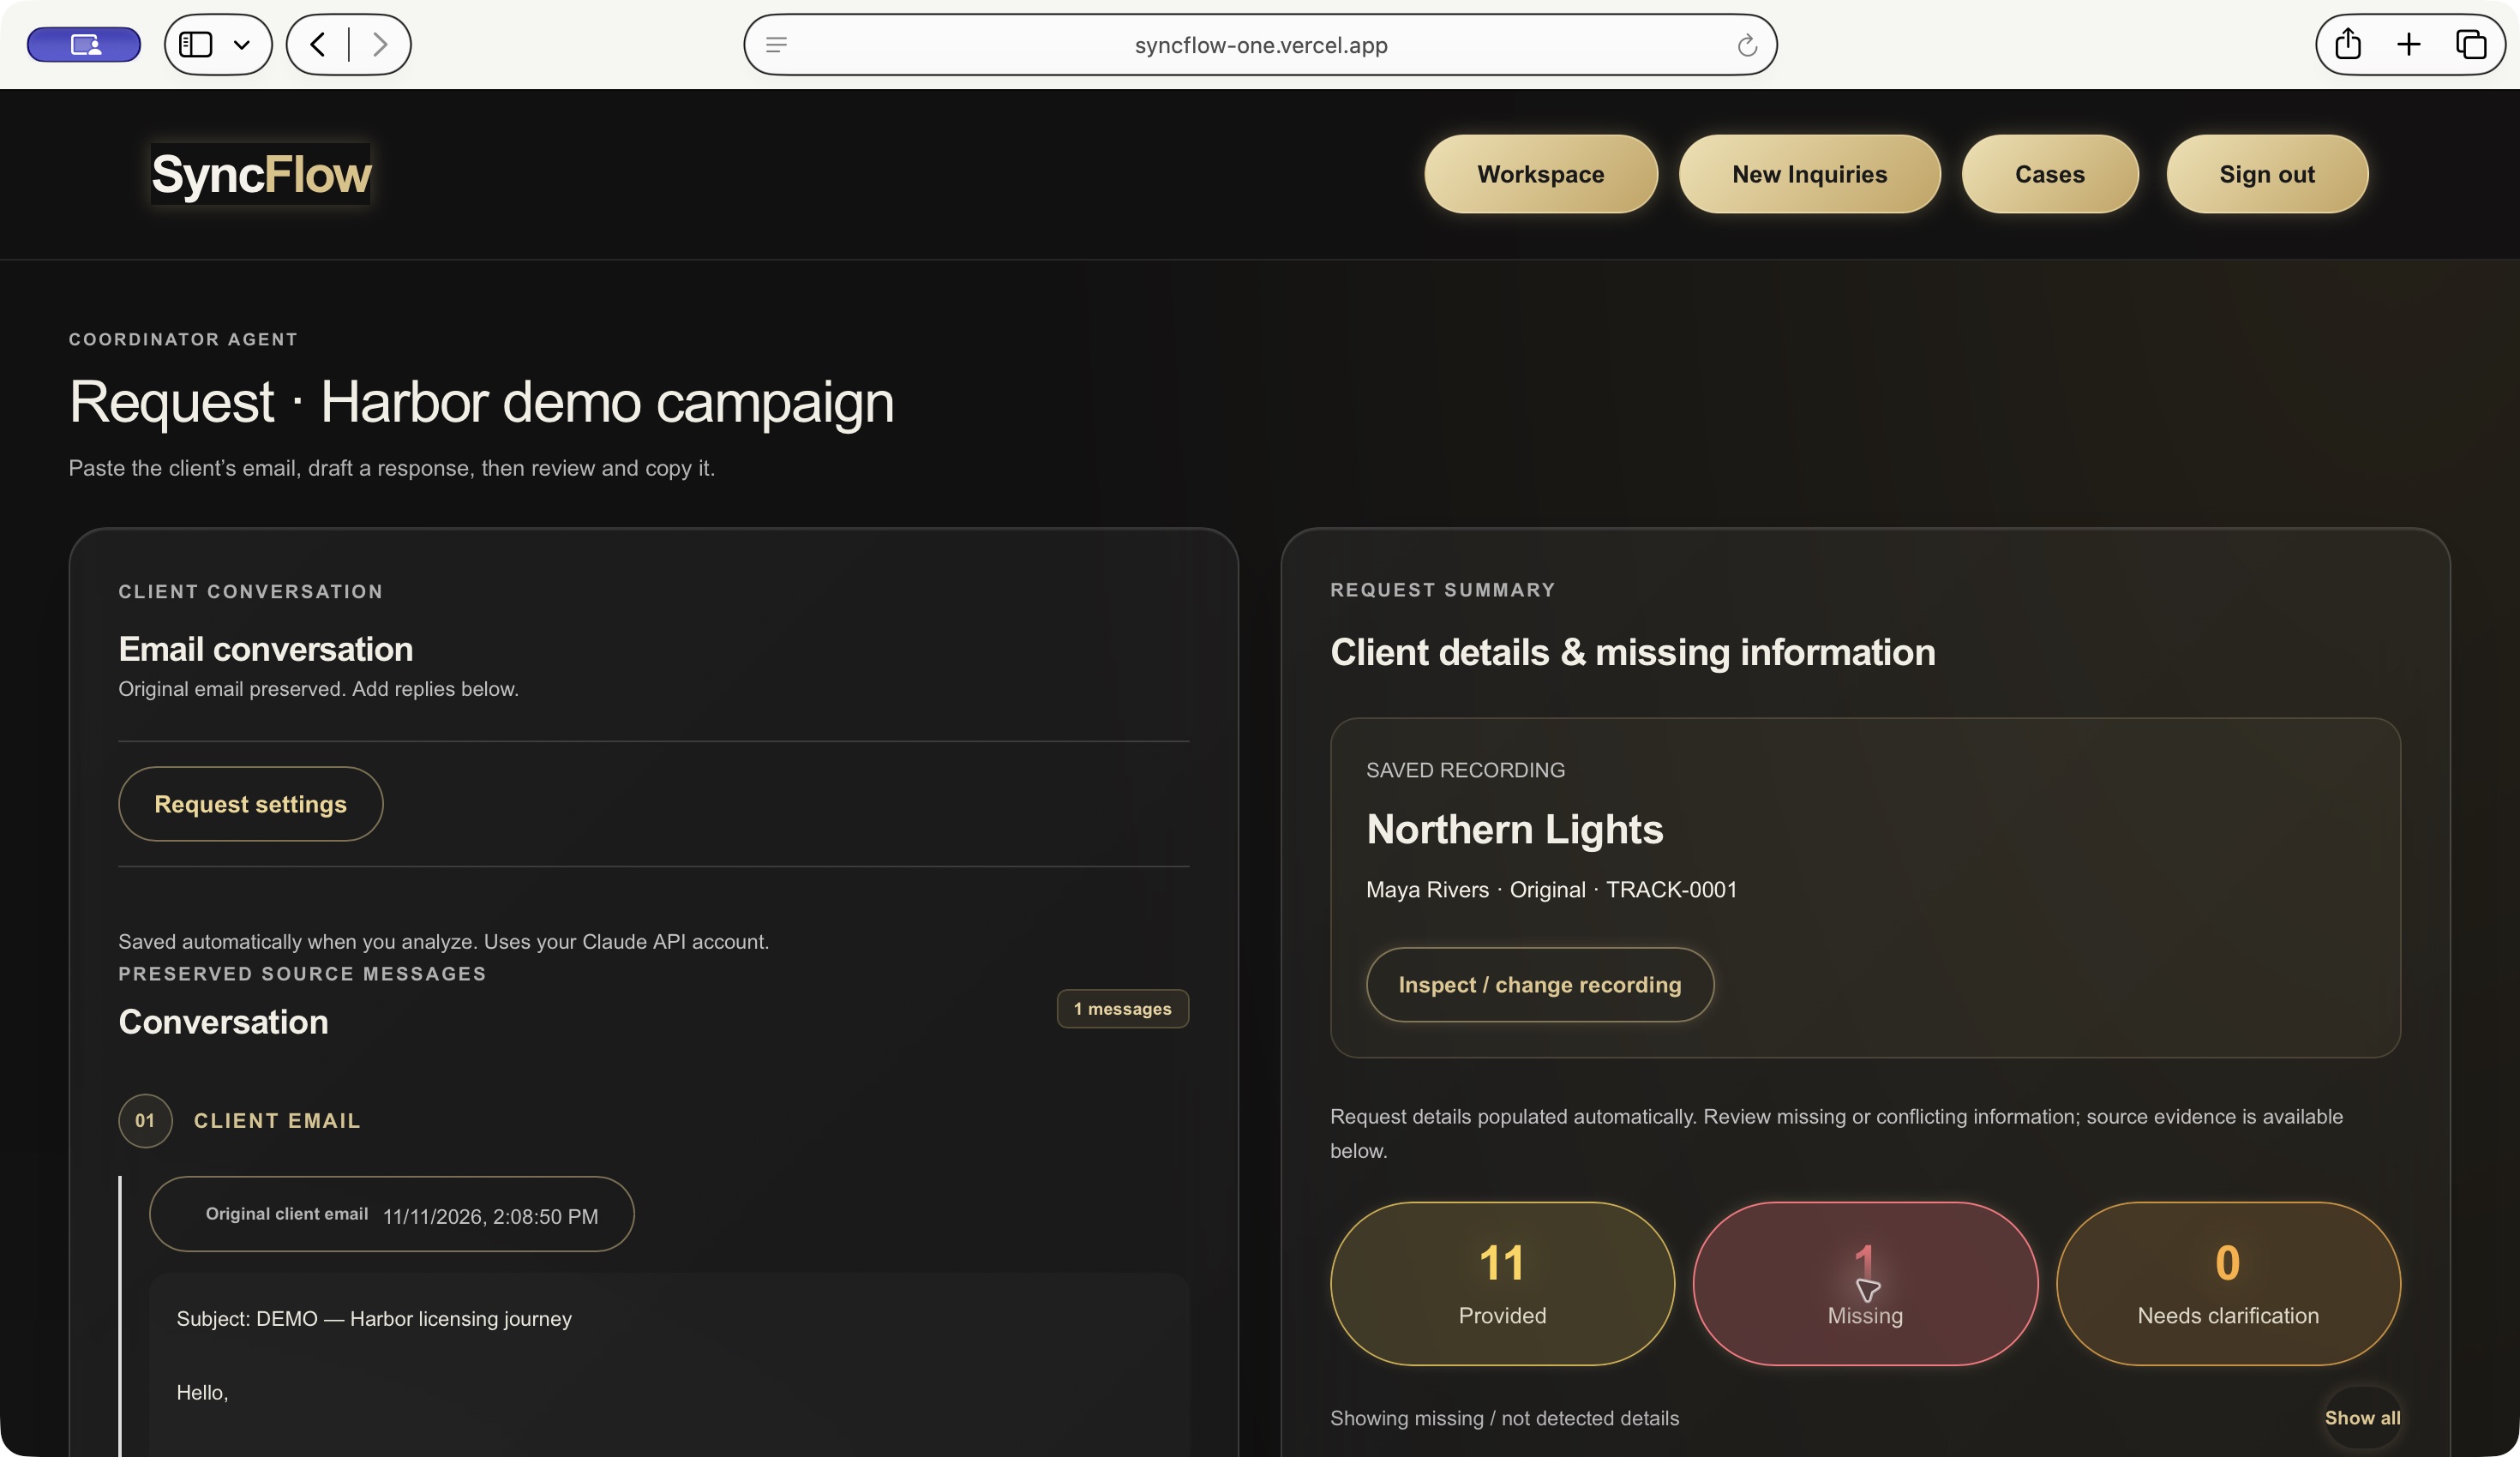 syncflow-one.vercel.app
SyncFlow
Workspace
New Inquiries
Cases
Sign out
COORDINATOR AGENT
Request · Harbor demo campaign
Paste the client’s email, draft a response, then review and copy it.
CLIENT CONVERSATION
Email conversation
Original email preserved. Add replies below.
Request settings
Saved automatically when you analyze. Uses your Claude API account.
PRESERVED SOURCE MESSAGES
Conversation
1 messages
01
CLIENT EMAIL
Original client email 11/11/2026, 2:08:50 PM
Subject: DEMO — Harbor licensing journey
Hello,
REQUEST SUMMARY
Client details & missing information
SAVED RECORDING
Northern Lights
Maya Rivers · Original · TRACK-0001
Inspect / change recording
Request details populated automatically. Review missing or conflicting information; source evidence is available
below.
11
Provided
1
Missing
0
Needs clarification
Showing missing / not detected details
Show all